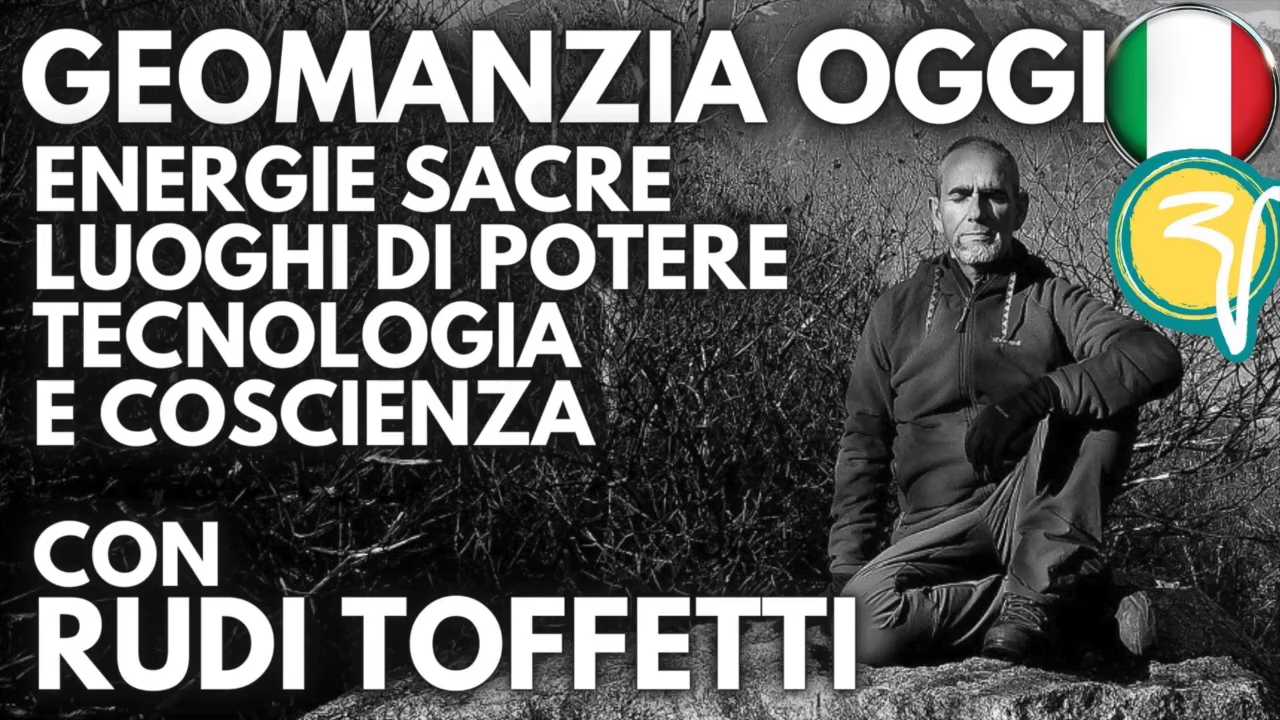 GEOMANZIA OGGI
ENERGIE SACRE
LUOGHI DI POTERE
TECNOLOGIA
E COSCIENZA
CON
RUDI TOFFETTI